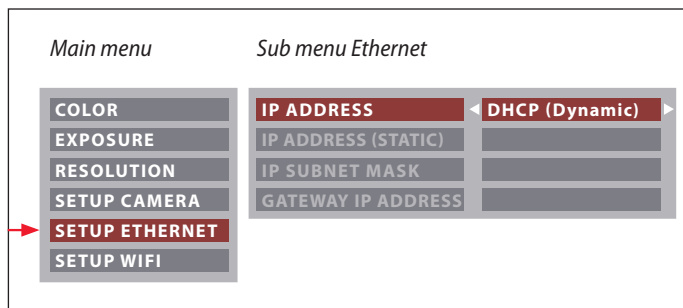 Main menu
Sub menu Ethernet
COLOR
EXPOSURE
RESOLUTION
SETUP CAMERA
SETUP ETHERNET
SETUP WIFI
IP ADDRESS DHCP (Dynamic)
IP ADDRESS (STATIC)
IP SUBNET MASK
GATEWAY IP ADDRESS